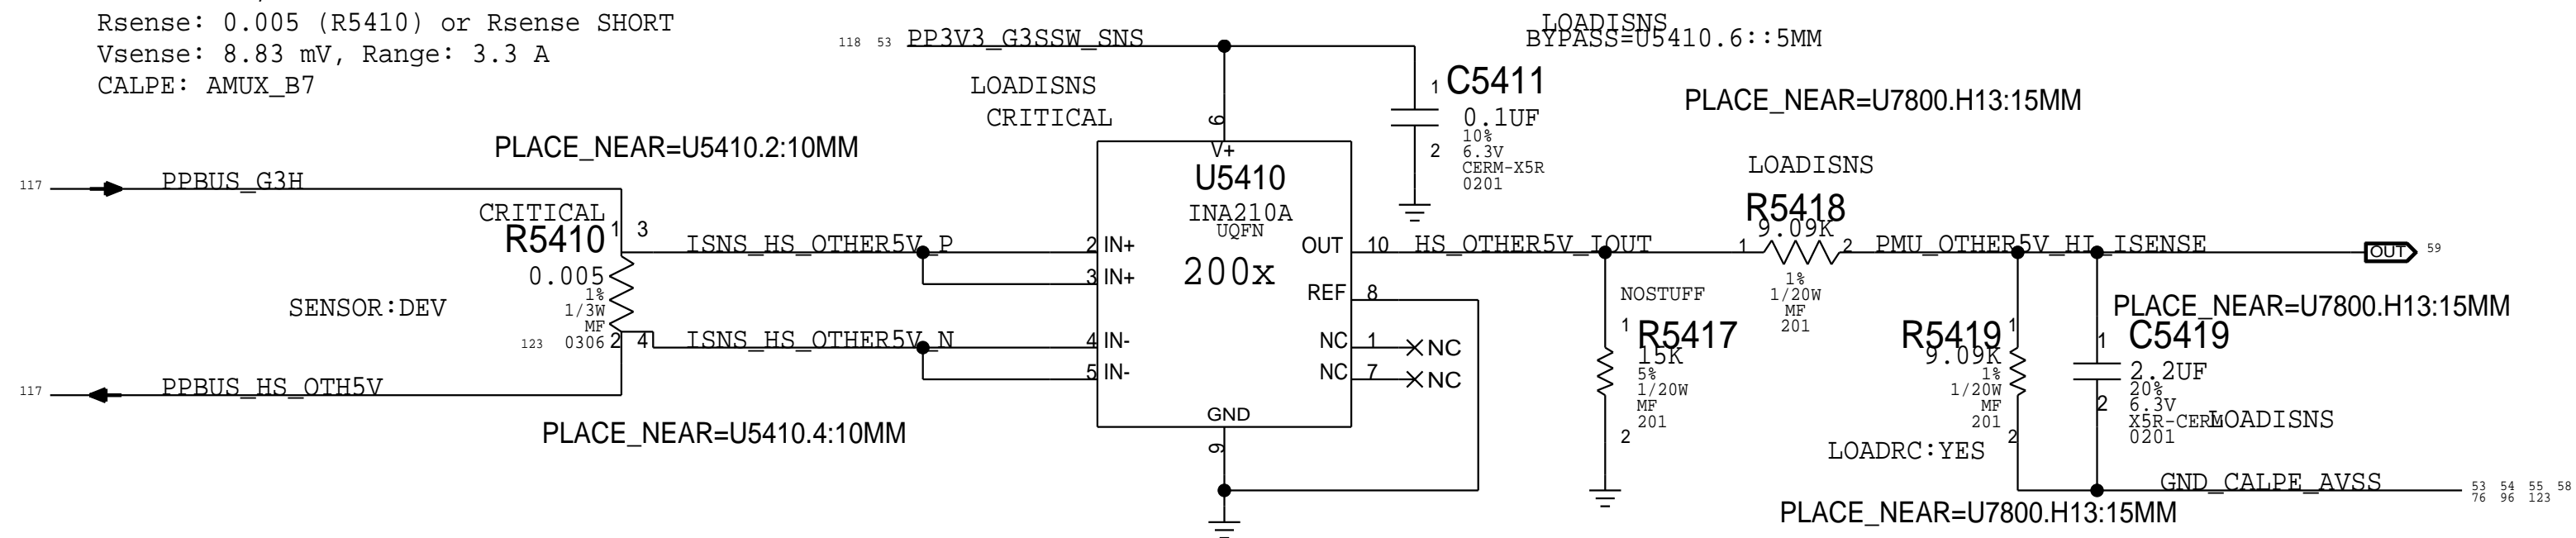 Rsense: 0.005 (R5410) or Rsense SHORT
Vsense: 8.83 mV, Range: 3.3 A
CALPE: AMUX_B7
118 53 PP3V3_G3SSW_SNS
LOADISNS
BYPASS=U5410.6::5MM
LOADISNS
CRITICAL
1 C5411
0.1UF
10%
6.3V
CERM-X5R
0201
2
PLACE_NEAR=U7800.H13:15MM
PLACE_NEAR=U5410.2:10MM
117 PPBUS_G3H
CRITICAL
R5410
1 3
0.005
1%
1/3W
MF
0306
123
2 4
SENSOR:DEV
ISNS_HS_OTHER5V_P
ISNS_HS_OTHER5V_N
117 PPBUS_HS_OTH5V
PLACE_NEAR=U5410.4:10MM
6
V+
U5410
INA210A
UQFN
200x
2 IN+
3 IN+
4 IN-
5 IN-
OUT 10
REF 8
NC 1 NC
NC 7 NC
GND
9
HS_OTHER5V_IOUT
LOADISNS
R5418
9.09K
1 2
1%
1/20W
MF
201
PMU_OTHER5V_HI_ISENSE
OUT 59
NOSTUFF
1 R5417
15K
5%
1/20W
MF
201
2
PLACE_NEAR=U7800.H13:15MM
R5419 1
9.09K
1%
1/20W
MF
201
2
LOADRC:YES
1 C5419
2.2UF
20%
6.3V
X5R-CERM
0201
2
LOADISNS
GND_CALPE_AVSS
53 54 55 58
76 96 123
PLACE_NEAR=U7800.H13:15MM